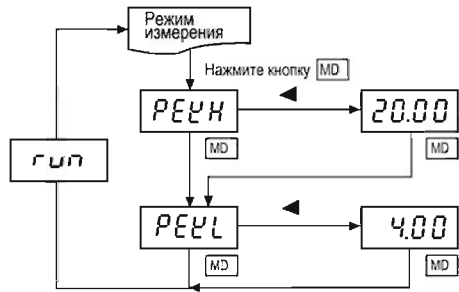 Режим
измерения
Нажмите кнопку MD
PEYH
20.00
MD
MD
run
PEYL
4.00
MD
MD